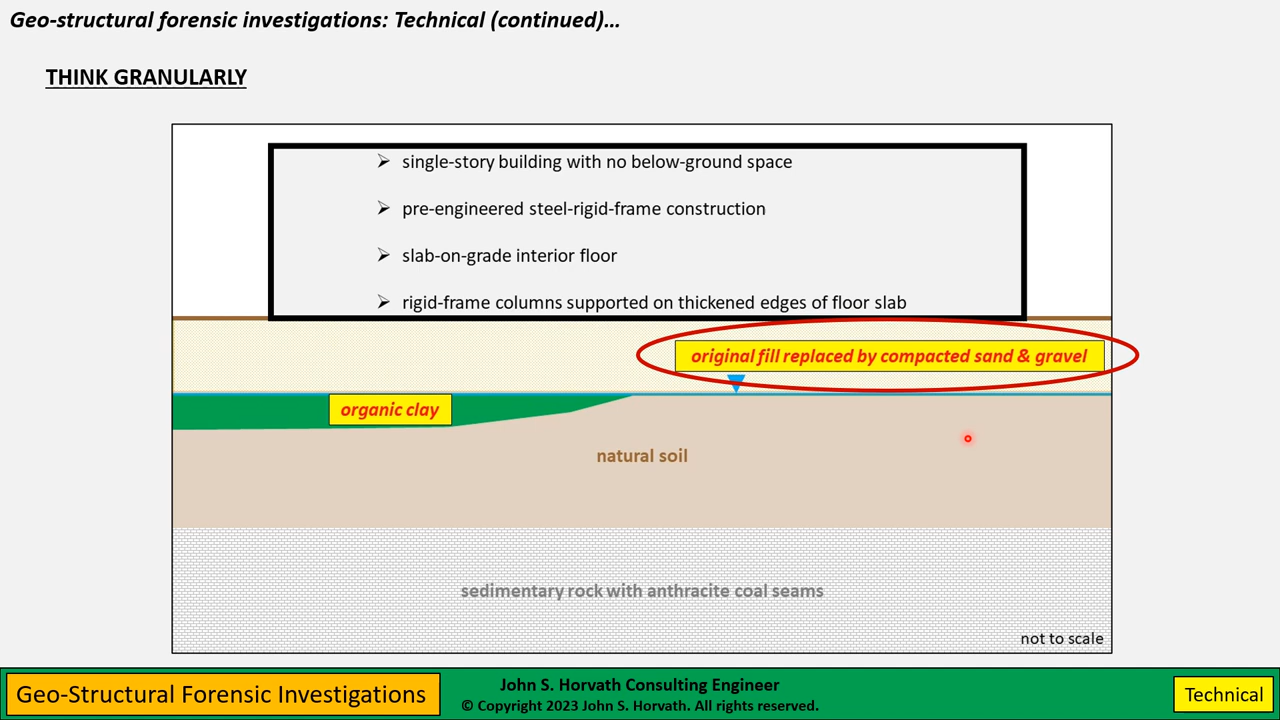 Geo-structural forensic investigations: Technical (continued)…
THINK GRANULARLY
➢ single-story building with no below-ground space
➢ pre-engineered steel-rigid-frame construction
➢ slab-on-grade interior floor
➢ rigid-frame columns supported on thickened edges of floor slab
original fill replaced by compacted sand & gravel
organic clay
natural soil
sedimentary rock with anthracite coal seams
not to scale
Geo-Structural Forensic Investigations
John S. Horvath Consulting Engineer
© Copyright 2023 John S. Horvath. All rights reserved.
Technical